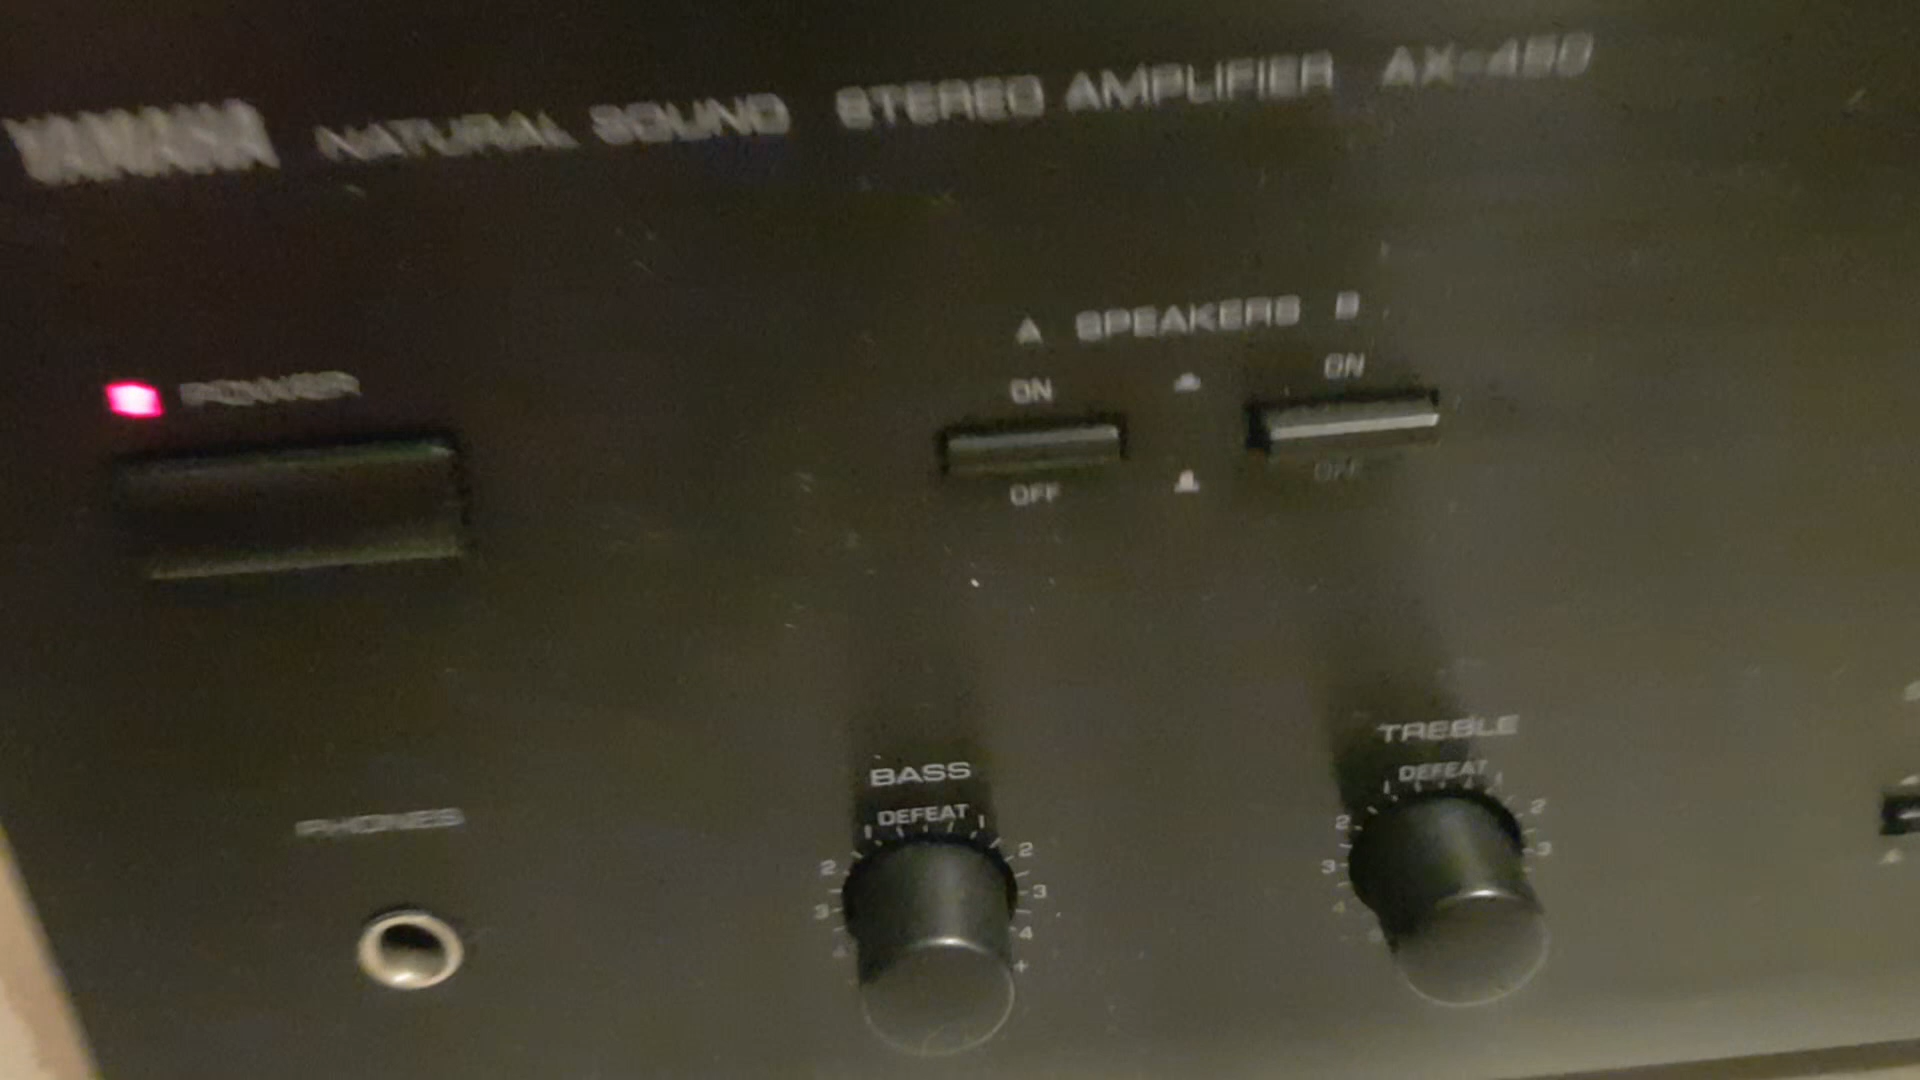 YAMAHA NATURAL SOUND STEREO AMPLIFIER AX-480
A SPEAKERS B
ON ON
POWER
OFF OFF
TREBLE
BASS DEFEAT
DEFEAT
2 2 2 2
3 3 3 3
4 4 4
+
PHONES